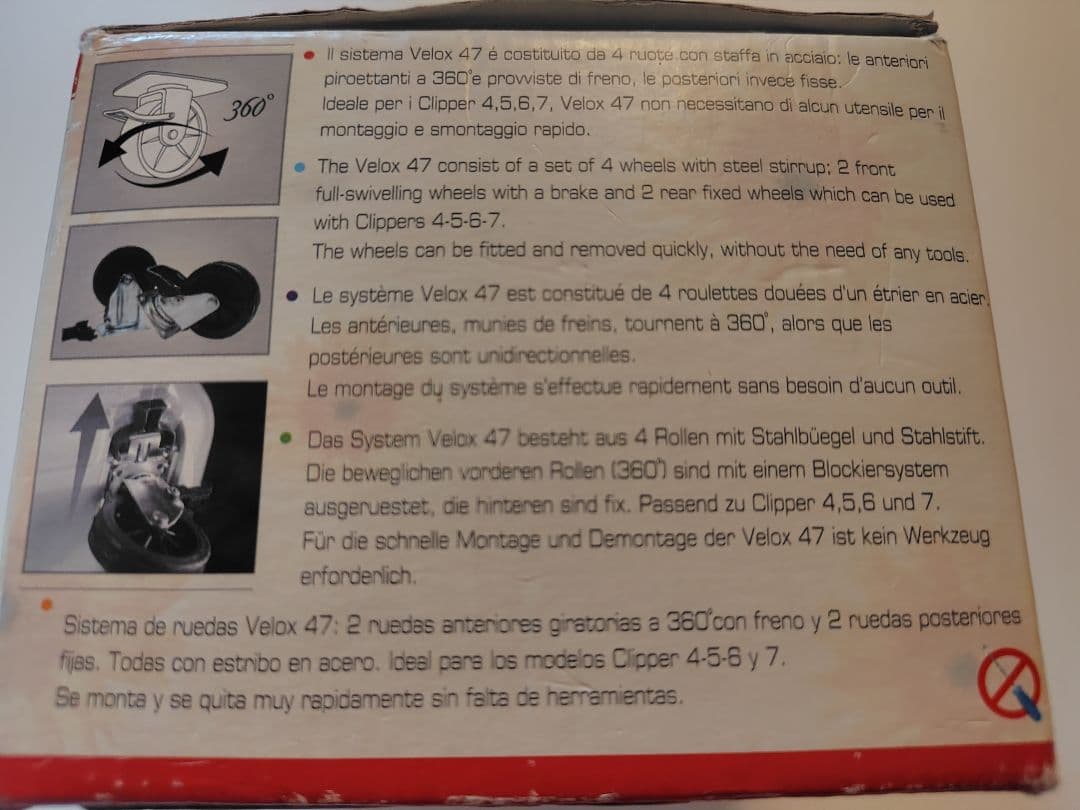 360°
Il sistema Velox 47 é costituito da 4 ruote con staffa in acciaio: le anteriori
piroettanti a 360°e provviste di freno, le posteriori invece fisse.
Ideale per i Clipper 4,5,6,7, Velox 47 non necessitano di alcun utensile per il
montaggio e smontaggio rapido.
The Velox 47 consist of a set of 4 wheels with steel stirrup; 2 front
full-swivelling wheels with a brake and 2 rear fixed wheels which can be used
with Clippers 4-5-6-7.
The wheels can be fitted and removed quickly, without the need of any tools.
Le système Velox 47 est constitué de 4 roulettes douées d'un étrier en acier.
Les antérieures, munies de freins, tournent à 360°, alors que les
postérieures sont unidirectionnelles.
Le montage du système s'effectue rapidement sans besoin d'aucun outil.
Das System Velox 47 besteht aus 4 Rollen mit Stahlbüegel und Stahlstift.
Die beweglichen vorderen Rollen (360°) sind mit einem Blockiersystem
ausgeruestet, die hinteren sind fix. Passend zu Clipper 4,5,6 und 7.
Für die schnelle Montage und Demontage der Velox 47 ist kein Werkzeug
erforderlich.
Sistema de ruedas Velox 47: 2 ruedas anteriores giratorias a 360°con freno y 2 ruedas posteriores
fijas. Todas con estribo en acero. Ideal para los modelos Clipper 4-5-6 y 7.
Se monta y se quita muy rapidamente sin falta de herramientas.